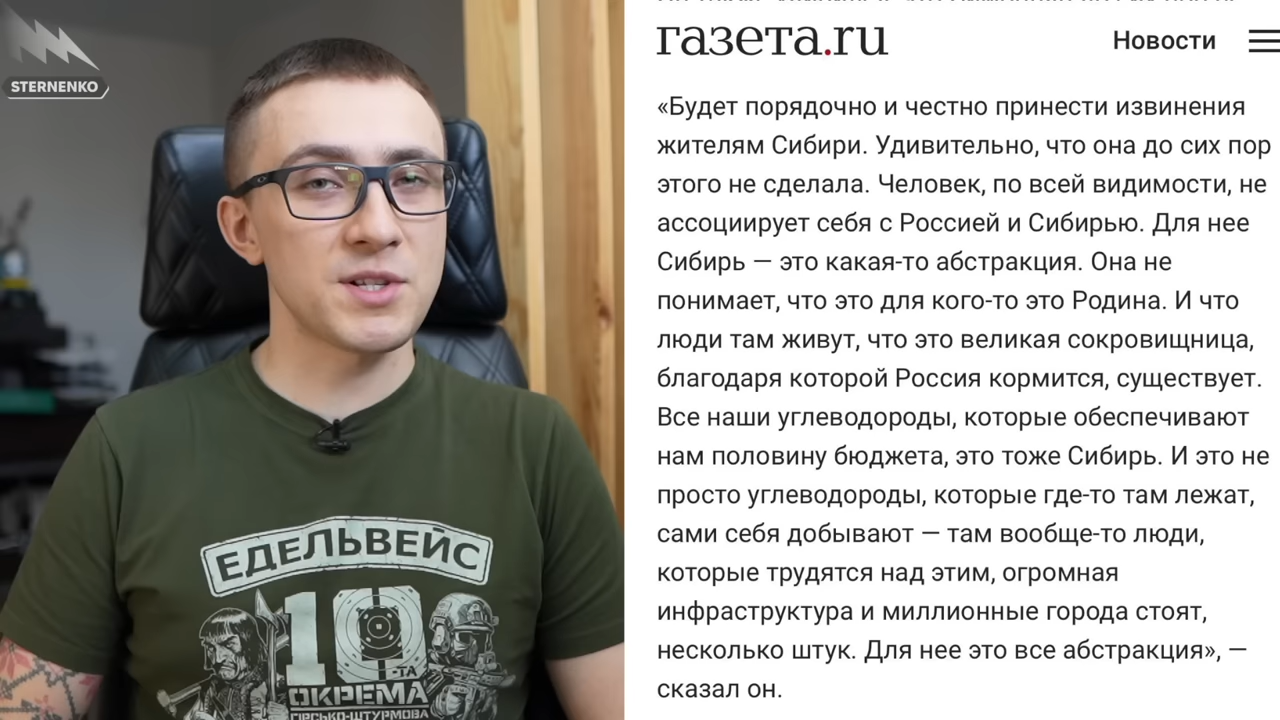 STERNENKO
ЕДЕЛЬВЕЙС
10
ТА
ОКРЕМА
ГІРСЬКО-ШТУРМОВА
газета.ru
Новости
«Будет порядочно и честно принести извинения
жителям Сибири. Удивительно, что она до сих пор
этого не сделала. Человек, по всей видимости, не
ассоциирует себя с Россией и Сибирью. Для нее
Сибирь — это какая-то абстракция. Она не
понимает, что это для кого-то это Родина. И что
люди там живут, что это великая сокровищница,
благодаря которой Россия кормится, существует.
Все наши углеводороды, которые обеспечивают
нам половину бюджета, это тоже Сибирь. И это не
просто углеводороды, которые где-то там лежат,
сами себя добывают — там вообще-то люди,
которые трудятся над этим, огромная
инфраструктура и миллионные города стоят,
несколько штук. Для нее это все абстракция», —
сказал он.